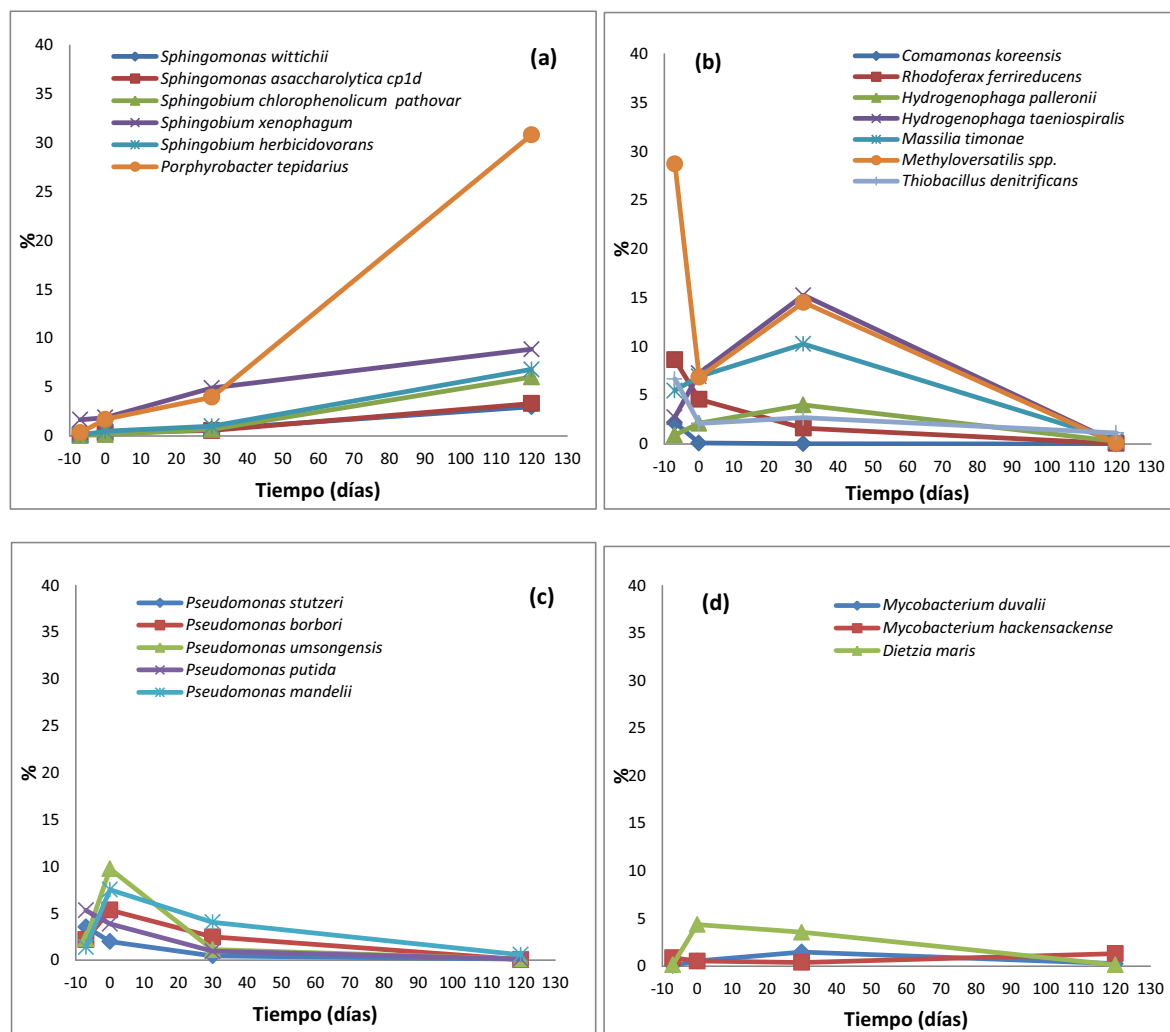 (a)
40
35
30
25
20
15
10
5
0
%
Sphingomonas wittichii
Sphingomonas asaccharolytica cp1d
Sphingobium chlorophenolicum pathovar
Sphingobium xenophagum
Sphingobium herbicidovorans
Porphyrobacter tepidarius
-10 0 10 20 30 40 50 60 70 80 90 100 110 120 130
Tiempo (días)
(b)
40
35
30
25
20
15
10
5
0
%
Comamonas koreensis
Rhodoferax ferrireducens
Hydrogenophaga palleronii
Hydrogenophaga taeniospiralis
Massilia timonae
Methyloversatilis spp.
Thiobacillus denitrificans
-10 0 10 20 30 40 50 60 70 80 90 100 110 120 130
Tiempo (días)
(c)
40
35
30
25
20
15
10
5
0
%
Pseudomonas stutzeri
Pseudomonas borbori
Pseudomonas umsongensis
Pseudomonas putida
Pseudomonas mandelii
-10 0 10 20 30 40 50 60 70 80 90 100 110 120 130
Tiempo (días)
(d)
40
35
30
25
20
15
10
5
0
%
Mycobacterium duvalii
Mycobacterium hackensackense
Dietzia maris
-10 0 10 20 30 40 50 60 70 80 90 100 110 120 130
Tiempo (días)